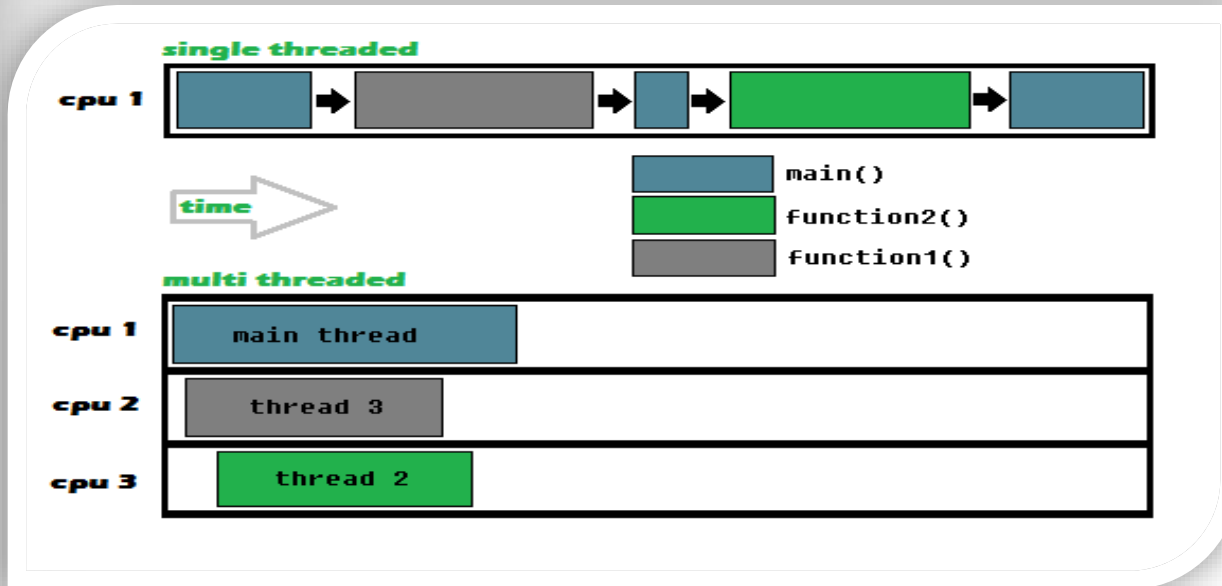 single threaded
cpu 1
main()
time
function2()
function1()
multi threaded
cpu 1
main thread
cpu 2
thread 3
cpu 3
thread 2